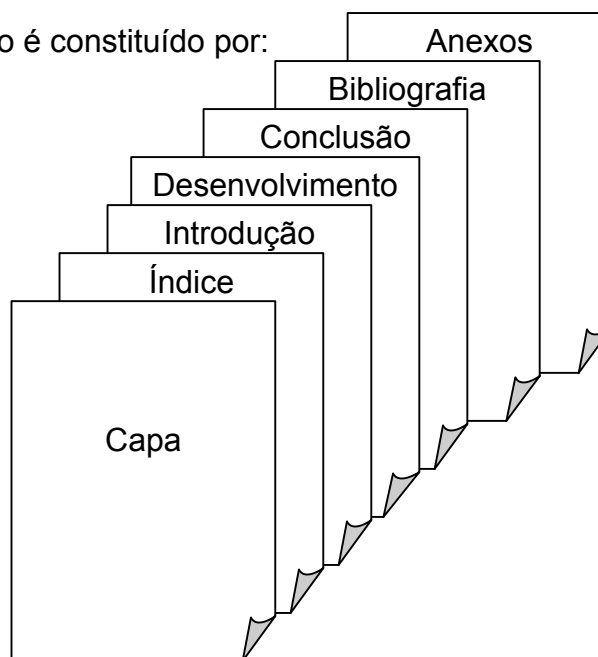 o é constituído por:
Anexos
Bibliografia
Conclusão
Desenvolvimento
Introdução
Índice
Capa